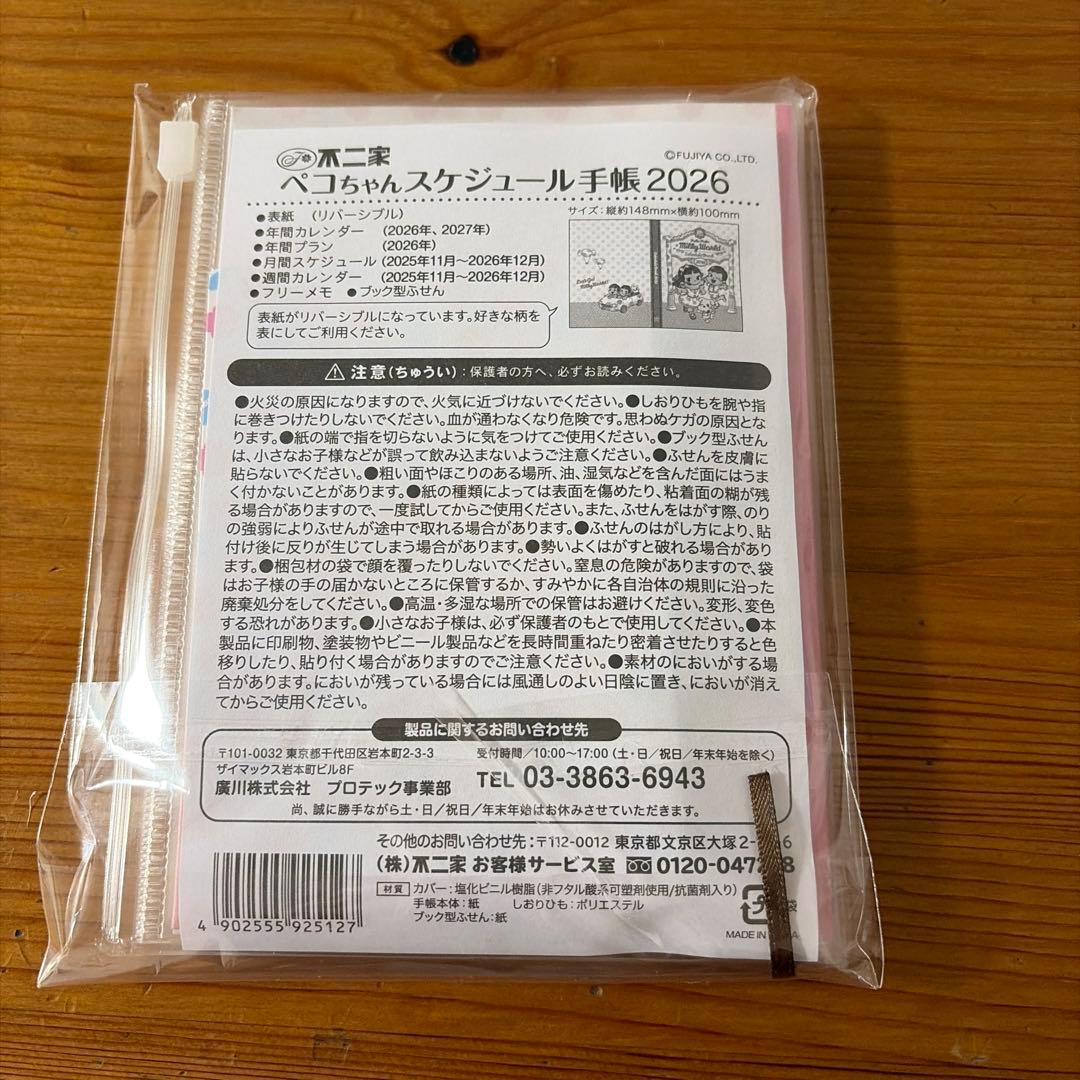 不二家
©FUJIYA CO.,LTD.
ペコちゃんスケジュール手帳2026
●表紙 (リバーシブル)
●年間カレンダー (2026年、2027年)
●年間プラン (2026年)
●月間スケジュール (2025年11月～2026年12月)
●週間カレンダー (2025年11月～2026年12月)
●フリーメモ ●ブック型ふせん
サイズ:縦約148mm×横約100mm
Milky World
表紙がリバーシブルになっています。好きな柄を
表にしてご利用ください。
⚠ 注意(ちゅうい):保護者の方へ、必ずお読みください。
●火災の原因になりますので、火気に近づけないでください。●しおりひもを腕や指
に巻きつけたりしないでください。血が通わなくなり危険です。思わぬケガの原因とな
ります。●紙の端で指を切らないように気をつけてご使用ください。●ブック型ふせん
は、小さなお子様などが誤って飲み込まないようご注意ください。●ふせんを皮膚に
貼らないでください。●粗い面やほこりのある場所、油、湿気などを含んだ面にはうま
く付かないことがあります。●紙の種類によっては表面を傷めたり、粘着面の糊が残
る場合がありますので、一度試してからご使用ください。また、ふせんをはがす際、のり
の強弱によりふせんが途中で取れる場合があります。●ふせんのはがし方により、貼
付け後に反りが生じてしまう場合があります。●勢いよくはがすと破れる場合があり
ます。●梱包材の袋で顔を覆ったりしないでください。窒息の危険がありますので、袋
はお子様の手の届かないところに保管するか、すみやかに各自治体の規則に沿った
廃棄処分をしてください。●高温・多湿な場所での保管はお避けください。変形、変色
する恐れがあります。●小さなお子様は、必ず保護者のもとで使用してください。●本
製品に印刷物、塗装物やビニール製品などを長時間重ねたり密着させたりすると色
移りしたり、貼り付く場合がありますのでご注意ください。●素材のにおいがする場
合があります。においが残っている場合には風通しのよい日陰に置き、においが消え
てからご使用ください。
製品に関するお問い合わせ先
〒101-0032 東京都千代田区岩本町2-3-3
ザイマックス岩本町ビル8F
廣川株式会社 プロテック事業部
受付時間/10:00～17:00(土・日/祝日/年末年始を除く)
TEL 03-3863-6943
尚、誠に勝手ながら土・日/祝日/年末年始はお休みさせていただきます。
その他のお問い合わせ先:〒112-0012 東京都文京区大塚2-
(株)不二家 お客様サービス室 0120-047
材質 カバー:塩化ビニル樹脂(非フタル酸系可塑剤使用/抗菌剤入り)
手帳本体:紙 しおりひも:ポリエステル
ブック型ふせん:紙
4 902555 925127
プラ
袋
MADE IN